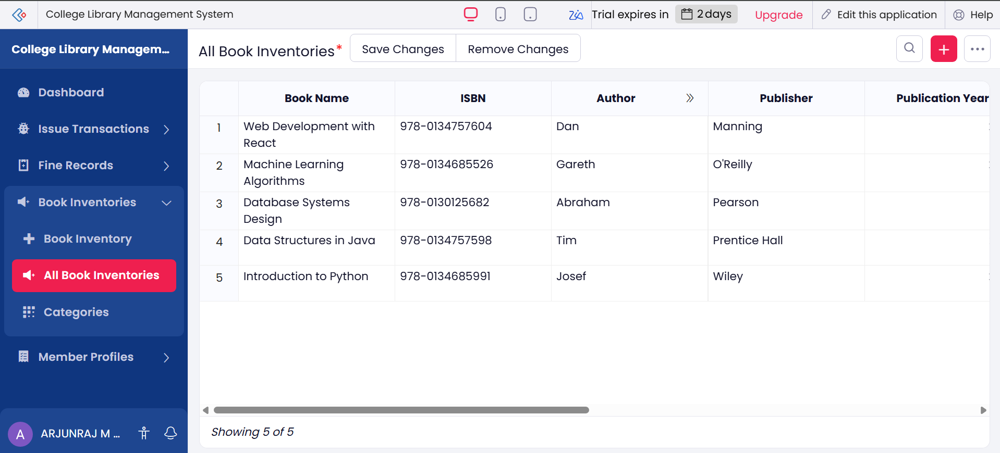 College Library Management System
Trial expires in 2 days Upgrade Edit this application Help
College Library Managem...
All Book Inventories* Save Changes Remove Changes
Dashboard
Issue Transactions
Fine Records
Book Inventories
Book Inventory
All Book Inventories
Categories
Member Profiles
A ARJUNRAJ M ...
Book Name ISBN Author Publisher Publication Year
1 Web Development with 978-0134757604 Dan Manning
React
2 Machine Learning 978-0134685526 Gareth O'Reilly
Algorithms
3 Database Systems 978-0130125682 Abraham Pearson
Design
4 Data Structures in Java 978-0134757598 Tim Prentice Hall
5 Introduction to Python 978-0134685991 Josef Wiley
Showing 5 of 5